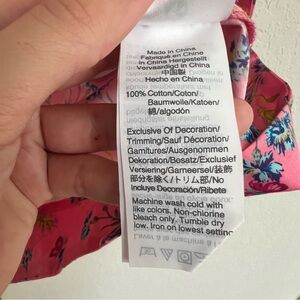 Made in China
Fabriqué en Chine
In China Hergestellt
Vervaardigd in China
中国製
Hecho en China
100% Cotton/Coton/
Baumwolle/Katoen/
綿/algodón
Exclusive Of Decoration/
Trimming/Sauf Décoration/
Garnitures/Ausgenommen
Dekoration/Besatz/Exclusief
Versiering/Garneersel/装飾
部分を除く/トリム部/No
Incluye Decoración/Ribete
Machine wash cold with
like colors. Non-chlorine
bleach only. Tumble dry
low. Iron on lowest setting